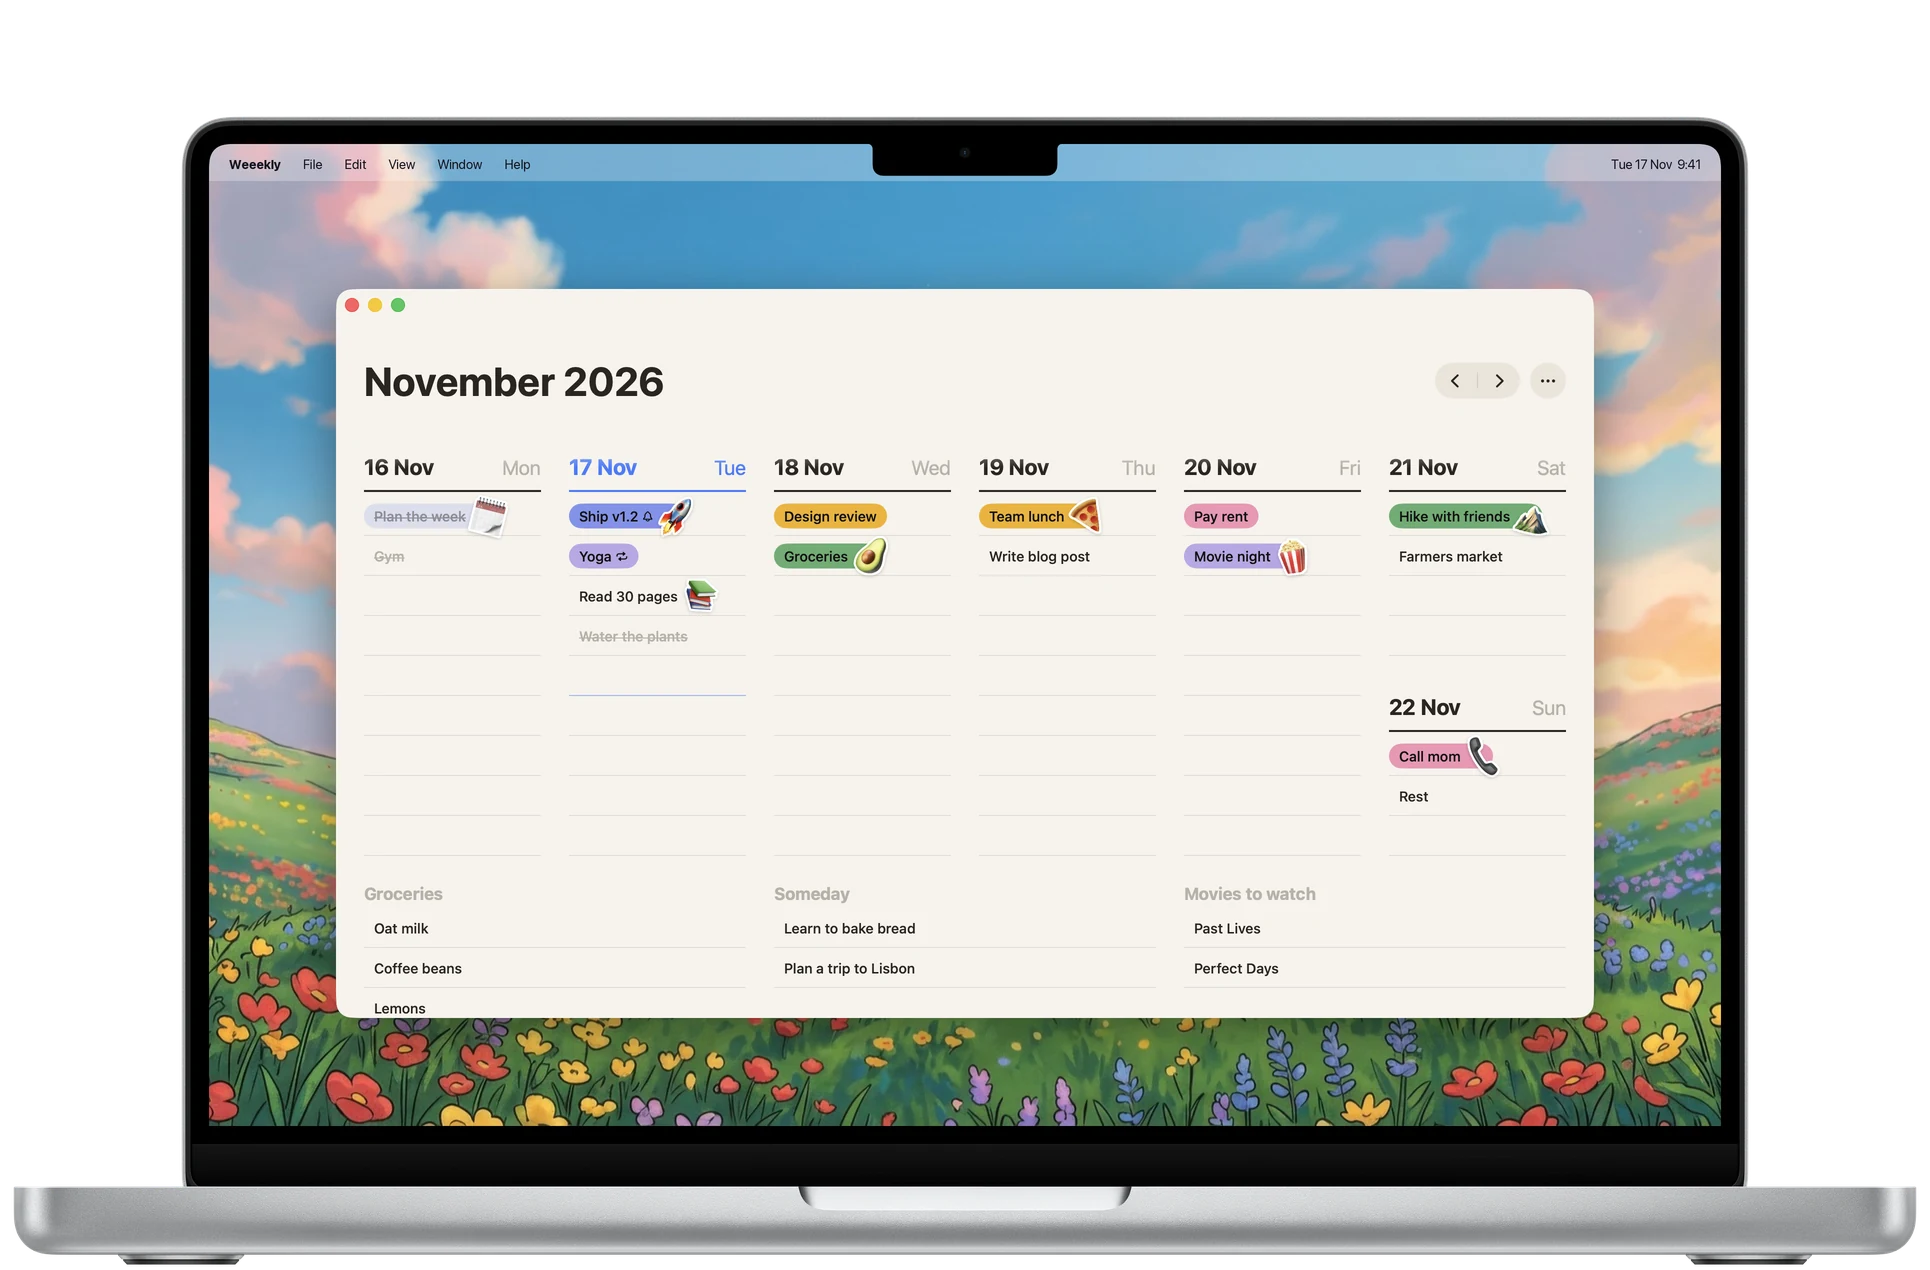 Weeekly File Edit View Window Help
Tue 17 Nov 9:41
November 2026
16 Nov Mon
Plan the week
Gym
17 Nov Tue
Ship v1.2
Yoga
Read 30 pages
Water the plants
18 Nov Wed
Design review
Groceries
19 Nov Thu
Team lunch
Write blog post
20 Nov Fri
Pay rent
Movie night
21 Nov Sat
Hike with friends
Farmers market
22 Nov Sun
Call mom
Rest
Groceries
Oat milk
Coffee beans
Lemons
Someday
Learn to bake bread
Plan a trip to Lisbon
Movies to watch
Past Lives
Perfect Days